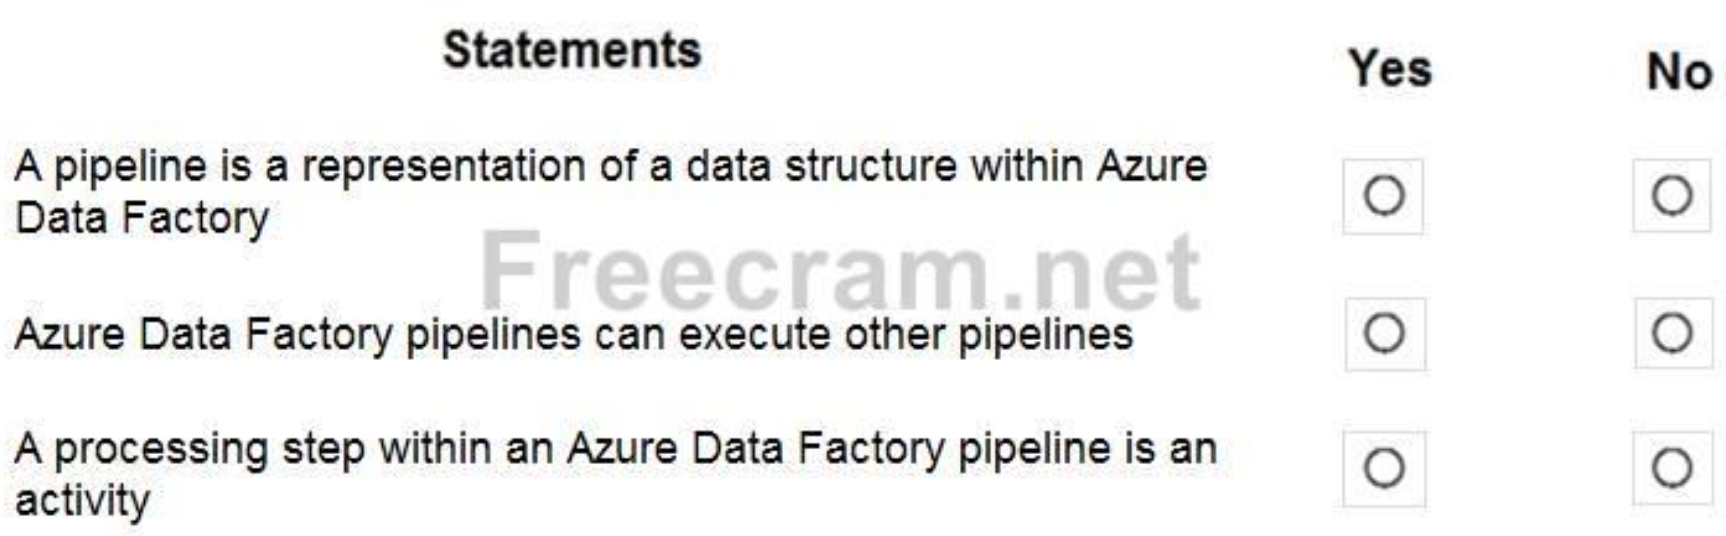 Statements
Yes
No
A pipeline is a representation of a data structure within Azure
Data Factory
Freecram.net
Azure Data Factory pipelines can execute other pipelines
A processing step within an Azure Data Factory pipeline is an
activity